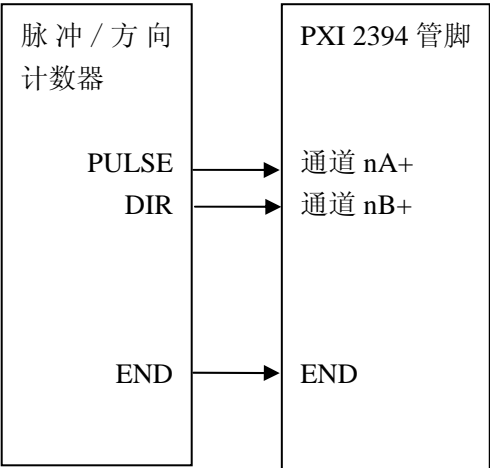 脉冲/方向
计数器
PXI 2394 管脚
PULSE
通道 nA+
DIR
通道 nB+
END
END